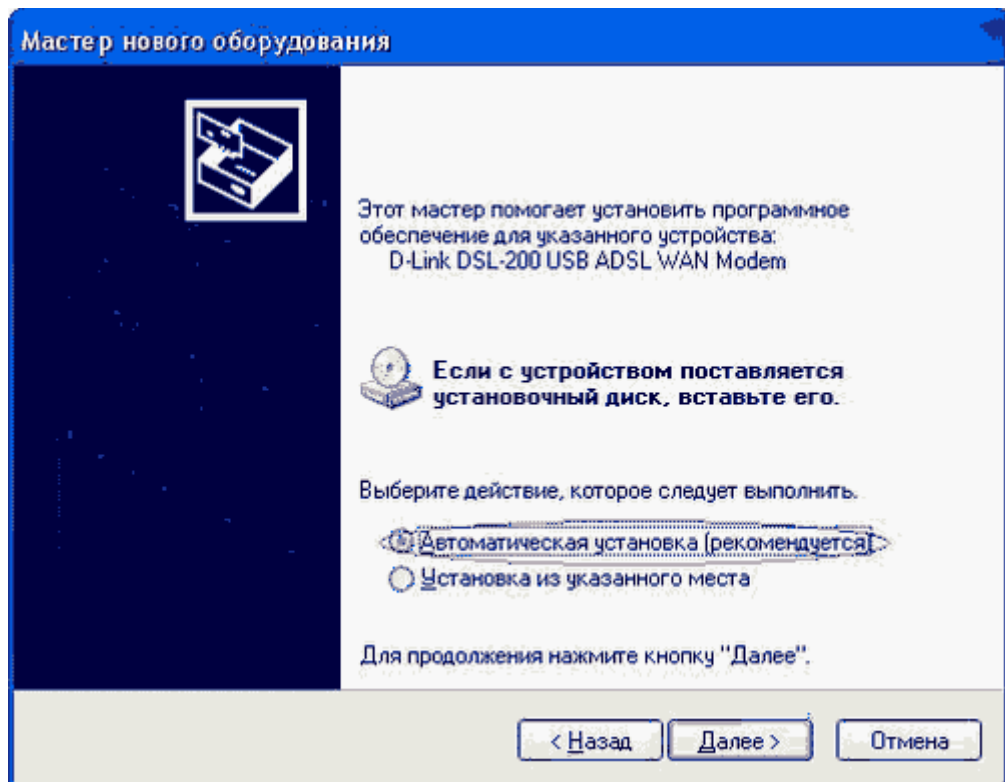 Мастер нового оборудования
Этот мастер помогает установить программное
обеспечение для указанного устройства:
D-Link DSL-200 USB ADSL WAN Modem
Если с устройством поставляется
установочный диск, вставьте его.
Выберите действие, которое следует выполнить.
Автоматическая установка (рекомендуется)
Установка из указанного места
Для продолжения нажмите кнопку "Далее".
< Назад
Далее >
Отмена